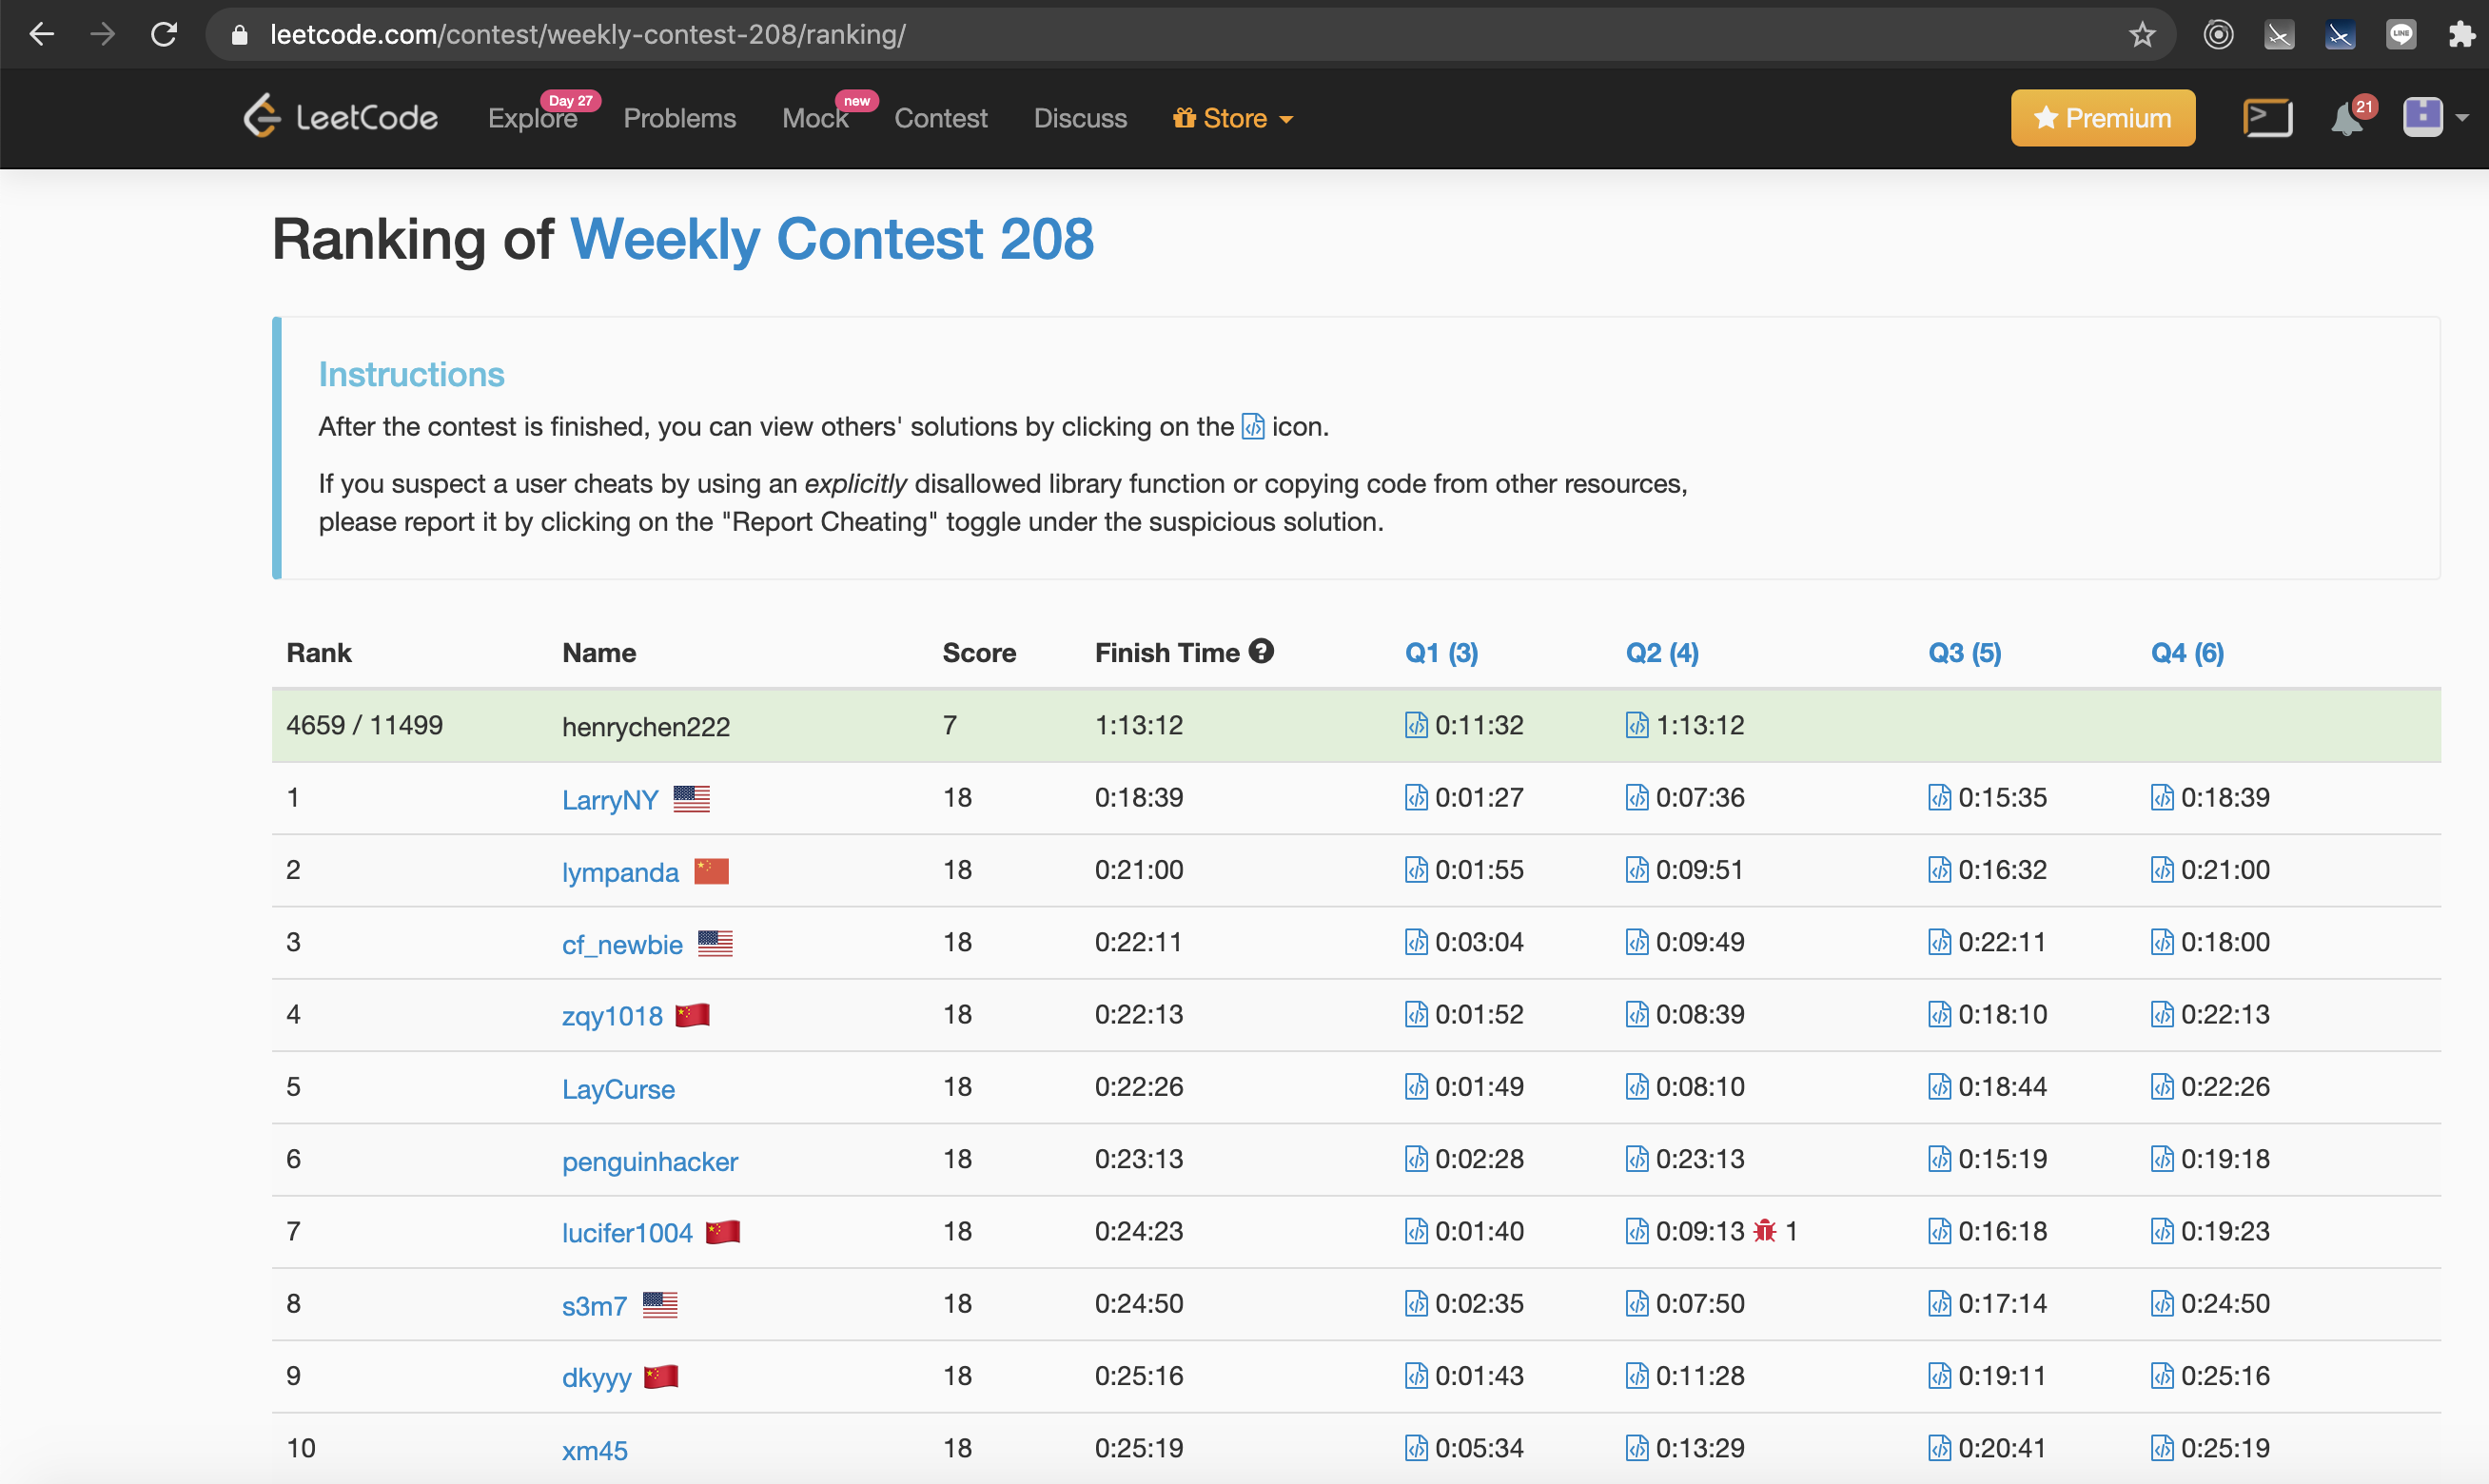 leetcode.com/contest/weekly-contest-208/ranking/
LINE
LeetCode Explore Day 27 Problems Mock new Contest Discuss Store Premium 21
Ranking of Weekly Contest 208
Instructions
After the contest is finished, you can view others' solutions by clicking on the icon.
If you suspect a user cheats by using an explicitly disallowed library function or copying code from other resources,
please report it by clicking on the "Report Cheating" toggle under the suspicious solution.
Rank Name Score Finish Time Q1 (3) Q2 (4) Q3 (5) Q4 (6)
4659 / 11499 henrychen222 7 1:13:12 0:11:32 1:13:12
1 LarryNY 18 0:18:39 0:01:27 0:07:36 0:15:35 0:18:39
2 lympanda 18 0:21:00 0:01:55 0:09:51 0:16:32 0:21:00
3 cf_newbie 18 0:22:11 0:03:04 0:09:49 0:22:11 0:18:00
4 zqy1018 18 0:22:13 0:01:52 0:08:39 0:18:10 0:22:13
5 LayCurse 18 0:22:26 0:01:49 0:08:10 0:18:44 0:22:26
6 penguinhacker 18 0:23:13 0:02:28 0:23:13 0:15:19 0:19:18
7 lucifer1004 18 0:24:23 0:01:40 0:09:13 1 0:16:18 0:19:23
8 s3m7 18 0:24:50 0:02:35 0:07:50 0:17:14 0:24:50
9 dkyyy 18 0:25:16 0:01:43 0:11:28 0:19:11 0:25:16
10 xm45 18 0:25:19 0:05:34 0:13:29 0:20:41 0:25:19